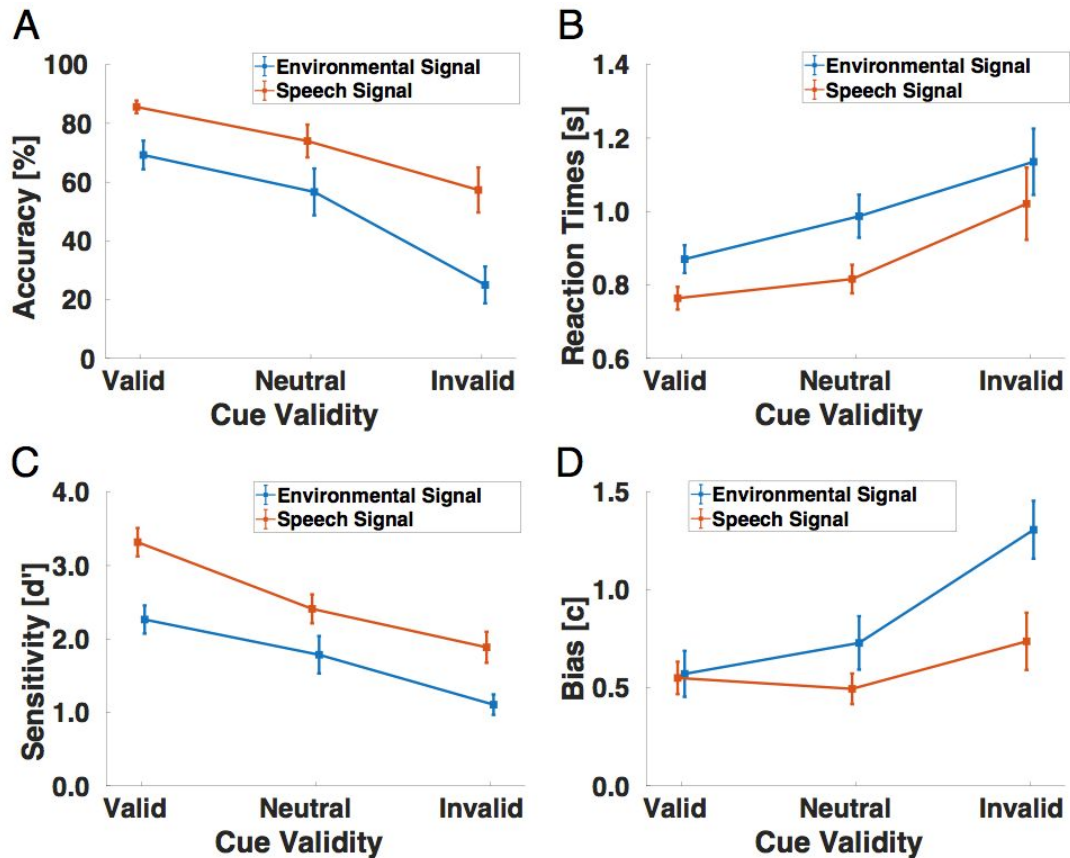 A
Accuracy [%]
100
80
60
40
20
0
Environmental Signal
Speech Signal
Valid Neutral Invalid
Cue Validity
B
Reaction Times [s]
1.4
1.2
1.0
0.8
0.6
Environmental Signal
Speech Signal
Valid Neutral Invalid
Cue Validity
C
Sensitivity [d']
4.0
3.0
2.0
1.0
0.0
Environmental Signal
Speech Signal
Valid Neutral Invalid
Cue Validity
D
Bias [c]
1.5
1.0
0.5
0.0
Environmental Signal
Speech Signal
Valid Neutral Invalid
Cue Validity